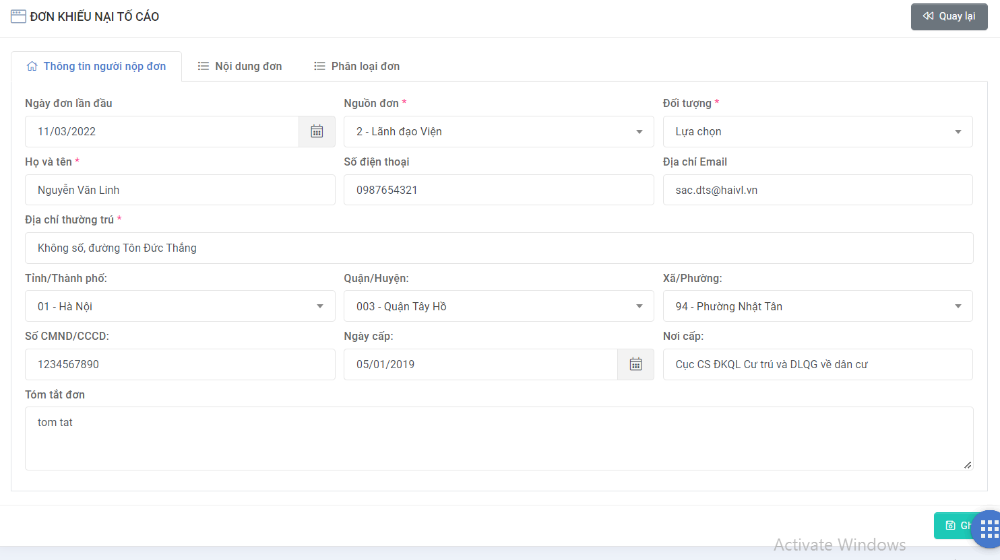 ĐƠN KHIẾU NẠI TỐ CÁO
Quay lại
Thông tin người nộp đơn
Nội dung đơn
Phân loại đơn
Ngày đơn lần đầu
Nguồn đơn *
Đối tượng *
11/03/2022
2 - Lãnh đạo Viện
Lựa chọn
Họ và tên *
Số điện thoại
Địa chỉ Email
Nguyễn Văn Linh
0987654321
sac.dts@haivl.vn
Địa chỉ thường trú *
Không số, đường Tôn Đức Thắng
Tỉnh/Thành phố:
Quận/Huyện:
Xã/Phường:
01 - Hà Nội
003 - Quận Tây Hồ
94 - Phường Nhật Tân
Số CMND/CCCD:
Ngày cấp:
Nơi cấp:
1234567890
05/01/2019
Cục CS ĐKQL Cư trú và DLQG về dân cư
Tóm tắt đơn
tom tat
Activate Windows